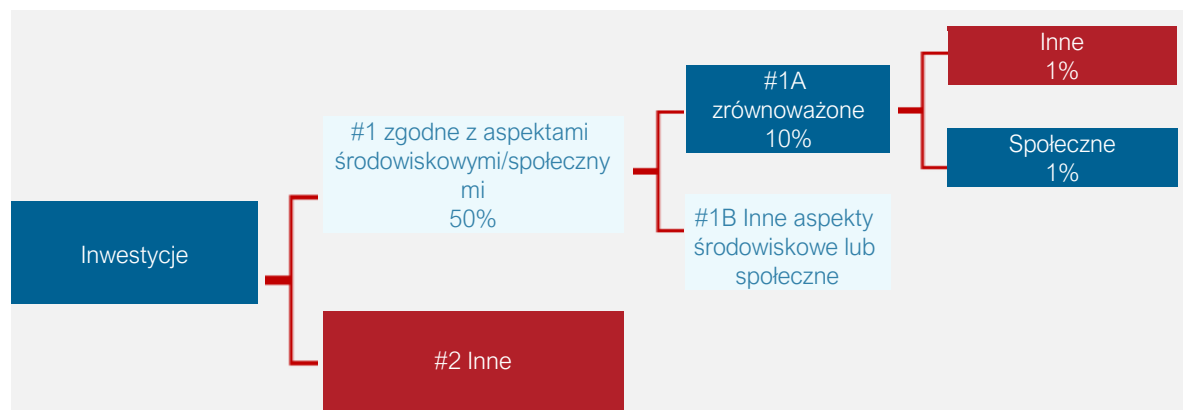 Inwestycje
#1 zgodne z aspektami
środowiskowymi/społeczny
mi
50%
#2 Inne
#1A
zrównoważone
10%
#1B Inne aspekty
środowiskowe lub
społeczne
Inne
1%
Społeczne
1%